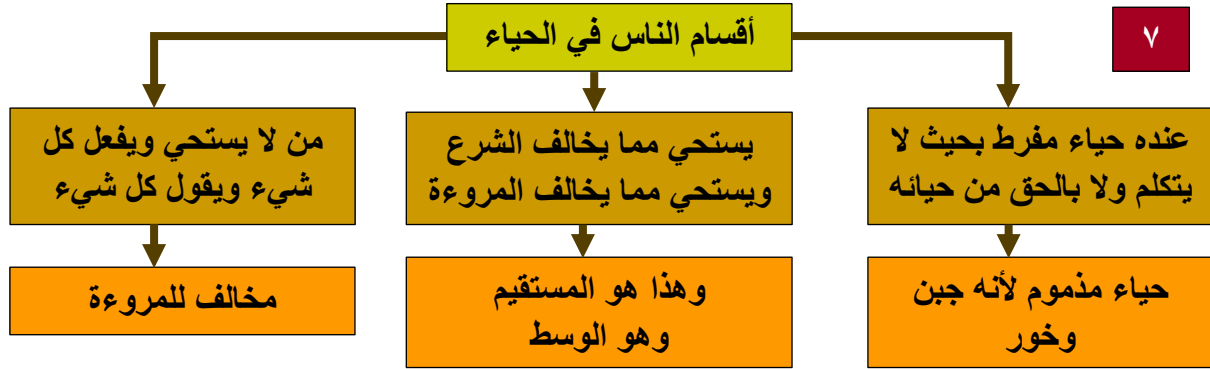 ٧
أقسام الناس في الحياء
عنده حياء مفرط بحيث لا
يتكلم ولا بالحق من حيائه
حياء مذموم لأنه جبن
وخور
يستحي مما يخالف الشرع
ويستحي مما يخالف المروءة
وهذا هو المستقيم
وهو الوسط
من لا يستحي ويفعل كل
شيء ويقول كل شيء
مخالف للمروءة